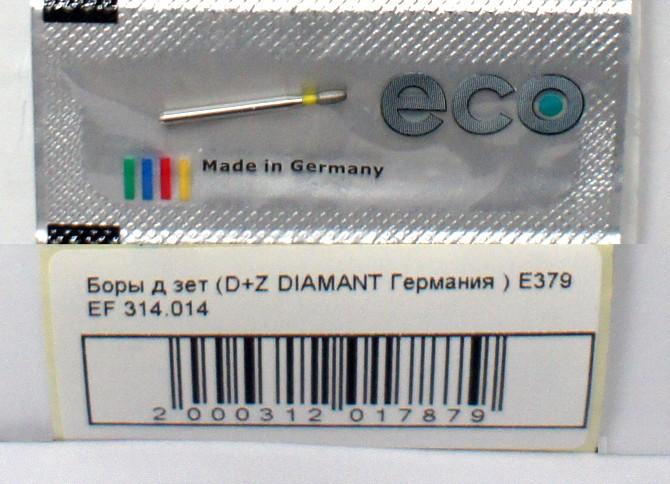 eco
Made in Germany
Боры д зет (D+Z DIAMANT Германия ) E379
EF 314.014
2 000312 017879